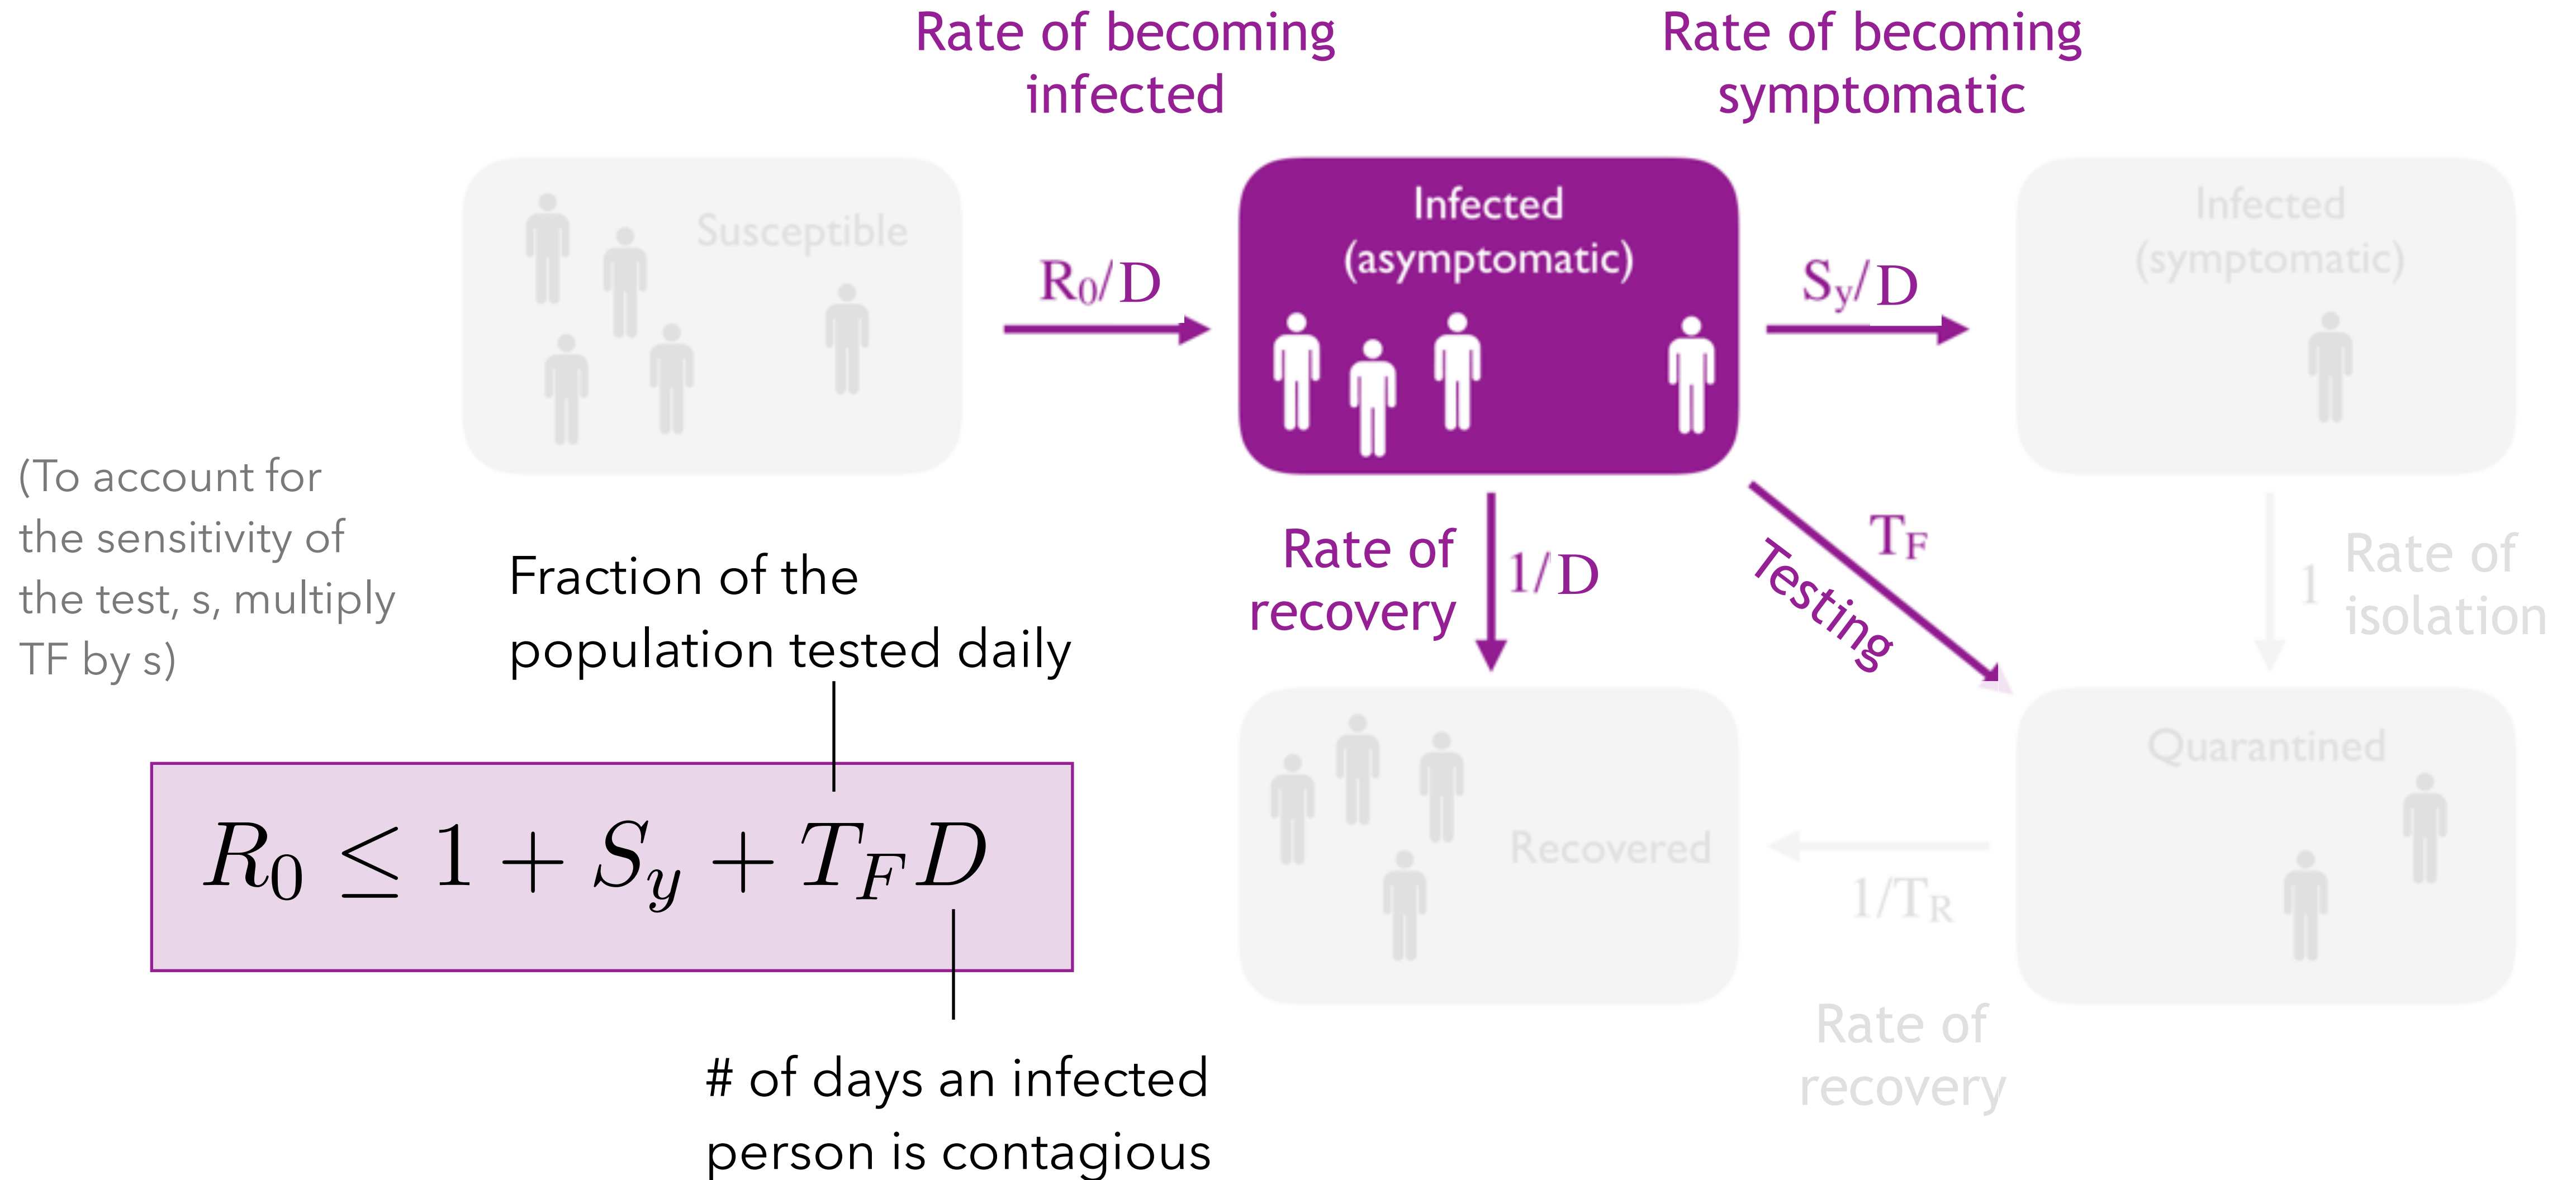 Rate of becoming
infected
Rate of becoming
symptomatic
Susceptible
R₀/D
Infected
(asymptomatic)
Sy/D
Infected
(symptomatic)
(To account for
the sensitivity of
the test, s, multiply
TF by s)
Fraction of the
population tested daily
Rate of
recovery
1/D
TF
Testing
1
Rate of
isolation
R₀ ≤ 1 + Sy + TFD
# of days an infected
person is contagious
Recovered
1/TR
Rate of
recovery
Quarantined